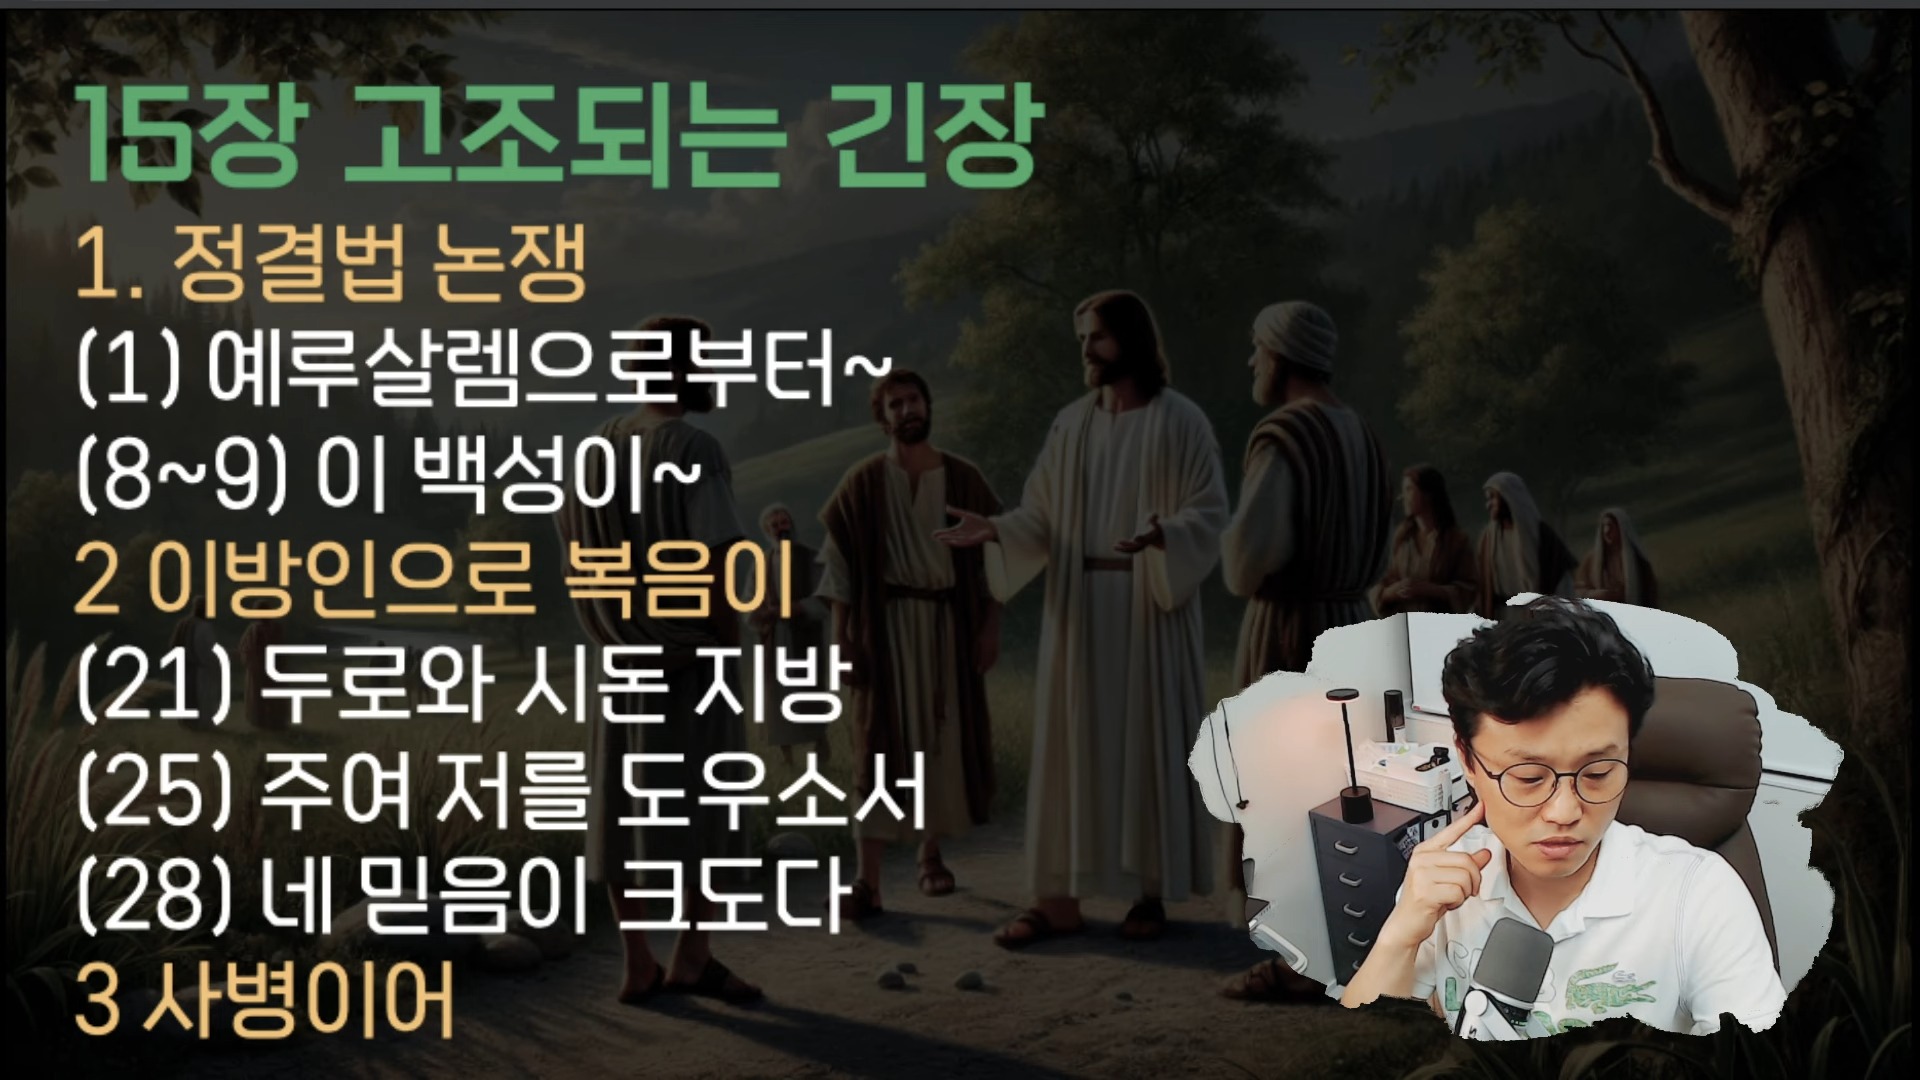 15장 고조되는 긴장
1. 정결법 논쟁
(1) 예루살렘으로부터~
(8~9) 이 백성이~
2 이방인으로 복음이
(21) 두로와 시돈 지방
(25) 주여 저를 도우소서
(28) 네 믿음이 크도다
3 사병이어